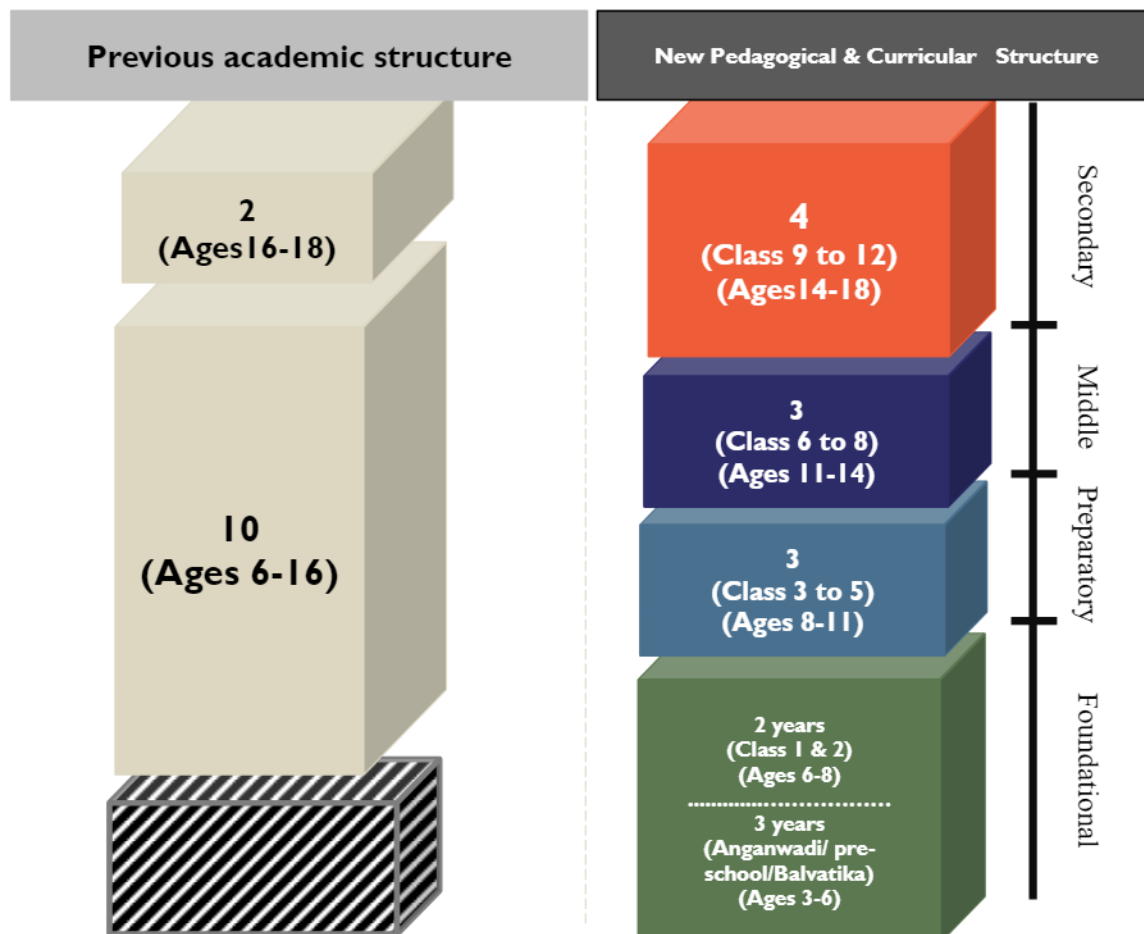 Previous academic structure
New Pedagogical & Curricular Structure
2
(Ages16-18)
10
(Ages 6-16)
4
(Class 9 to 12)
(Ages14-18)
3
(Class 6 to 8)
(Ages 11-14)
3
(Class 3 to 5)
(Ages 8-11)
2 years
(Class 1 & 2)
(Ages 6-8)
3 years
(Anganwadi/ pre-
school/Balvatika)
(Ages 3-6)
Secondary
Middle
Preparatory
Foundational